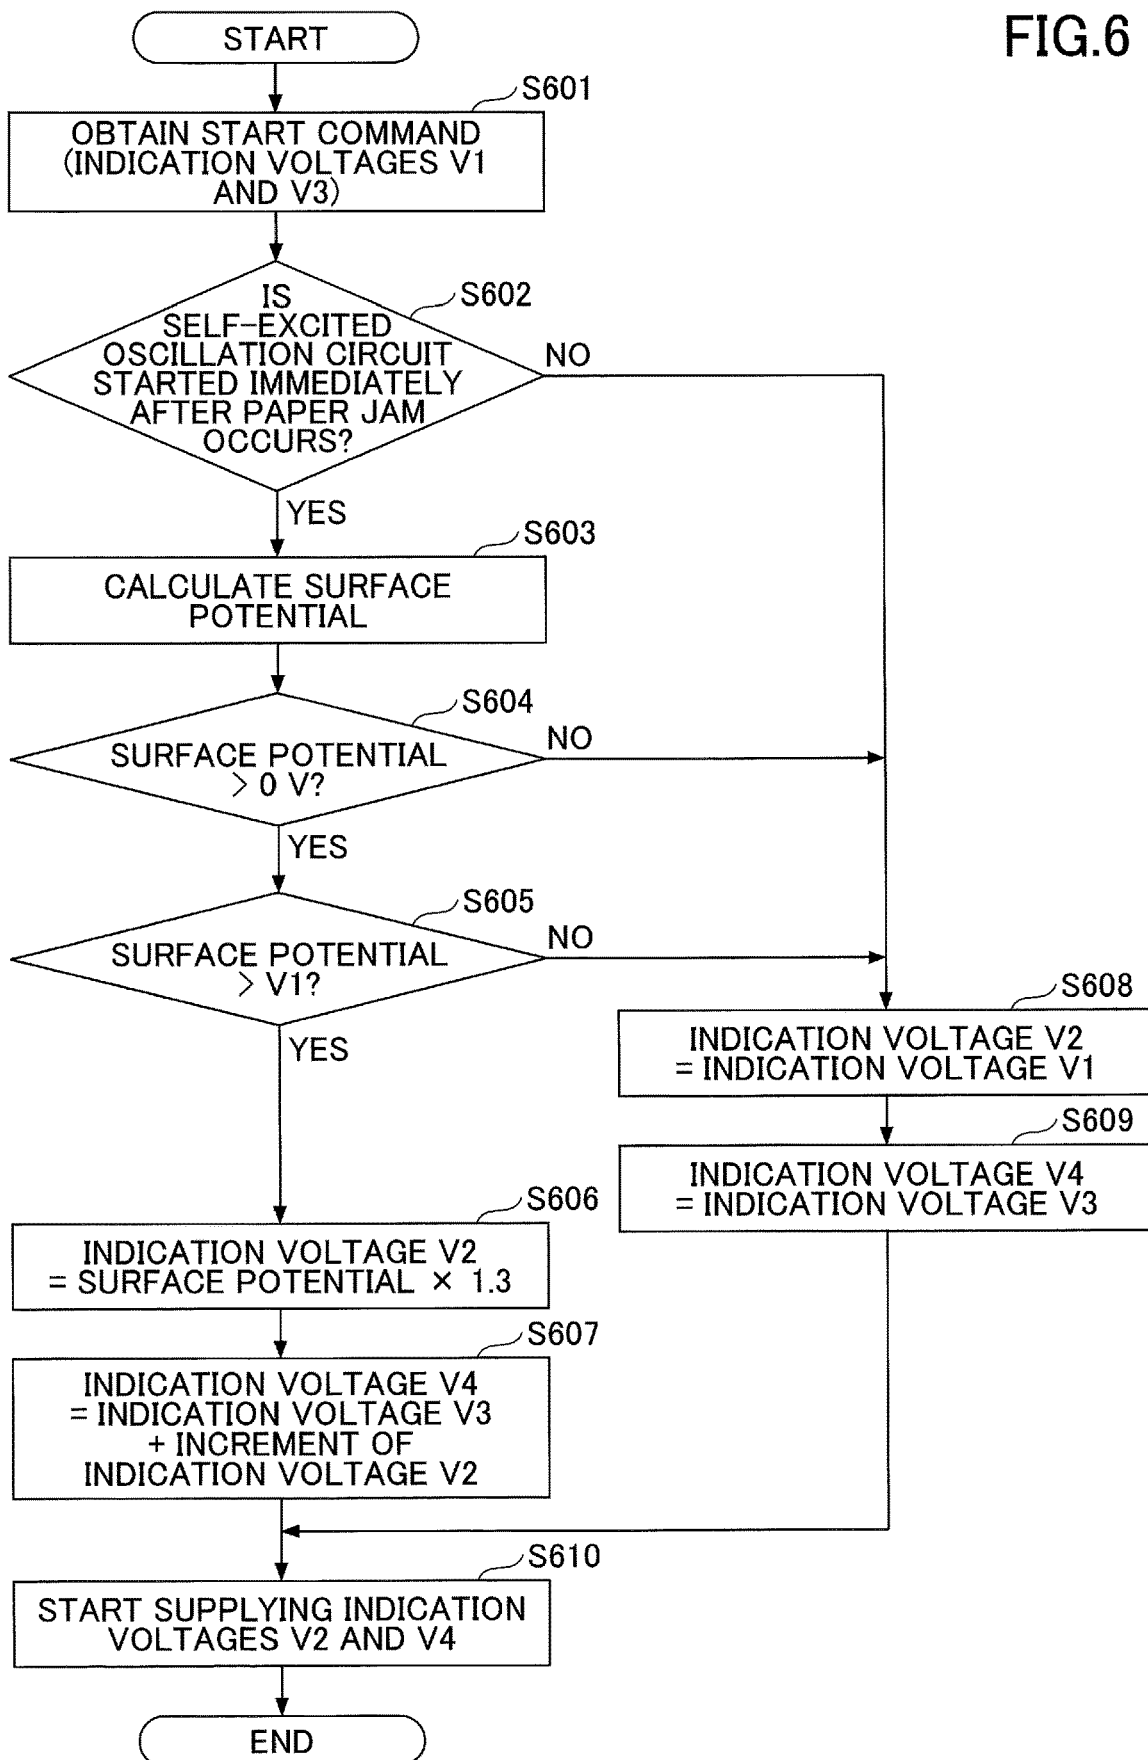 FIG.6
START
S601
OBTAIN START COMMAND
(INDICATION VOLTAGES V1
AND V3)
S602
IS
SELF-EXCITED
OSCILLATION CIRCUIT
STARTED IMMEDIATELY
AFTER PAPER JAM
OCCURS?
NO
YES
S603
CALCULATE SURFACE
POTENTIAL
S604
SURFACE POTENTIAL
> 0 V?
NO
YES
S605
SURFACE POTENTIAL
> V1?
NO
YES
S608
INDICATION VOLTAGE V2
= INDICATION VOLTAGE V1
S609
INDICATION VOLTAGE V4
= INDICATION VOLTAGE V3
S606
INDICATION VOLTAGE V2
= SURFACE POTENTIAL × 1.3
S607
INDICATION VOLTAGE V4
= INDICATION VOLTAGE V3
+ INCREMENT OF
INDICATION VOLTAGE V2
S610
START SUPPLYING INDICATION
VOLTAGES V2 AND V4
END